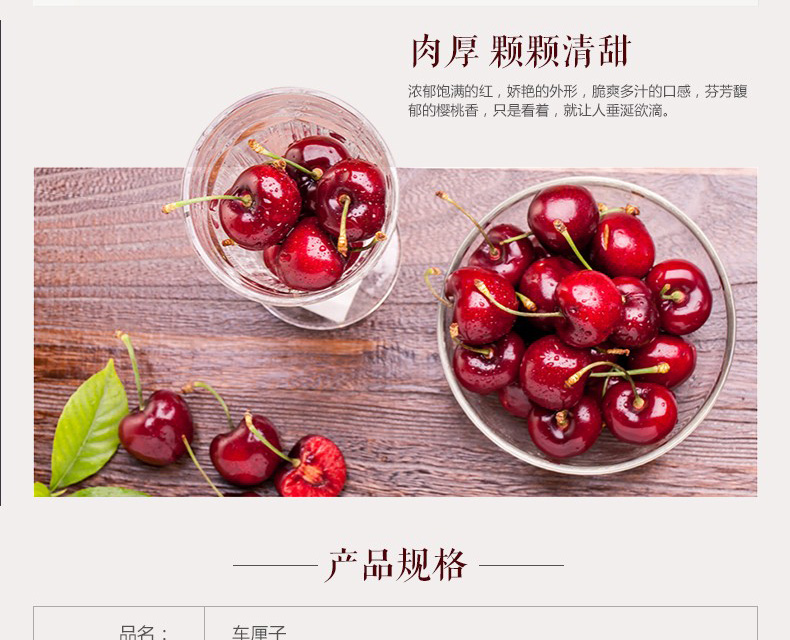 肉厚 颗颗清甜
浓郁饱满的红，娇艳的外形，脆爽多汁的口感，芬芳馥
郁的樱桃香，只是看着，就让人垂涎欲滴。
产品规格
品名： 车厘子